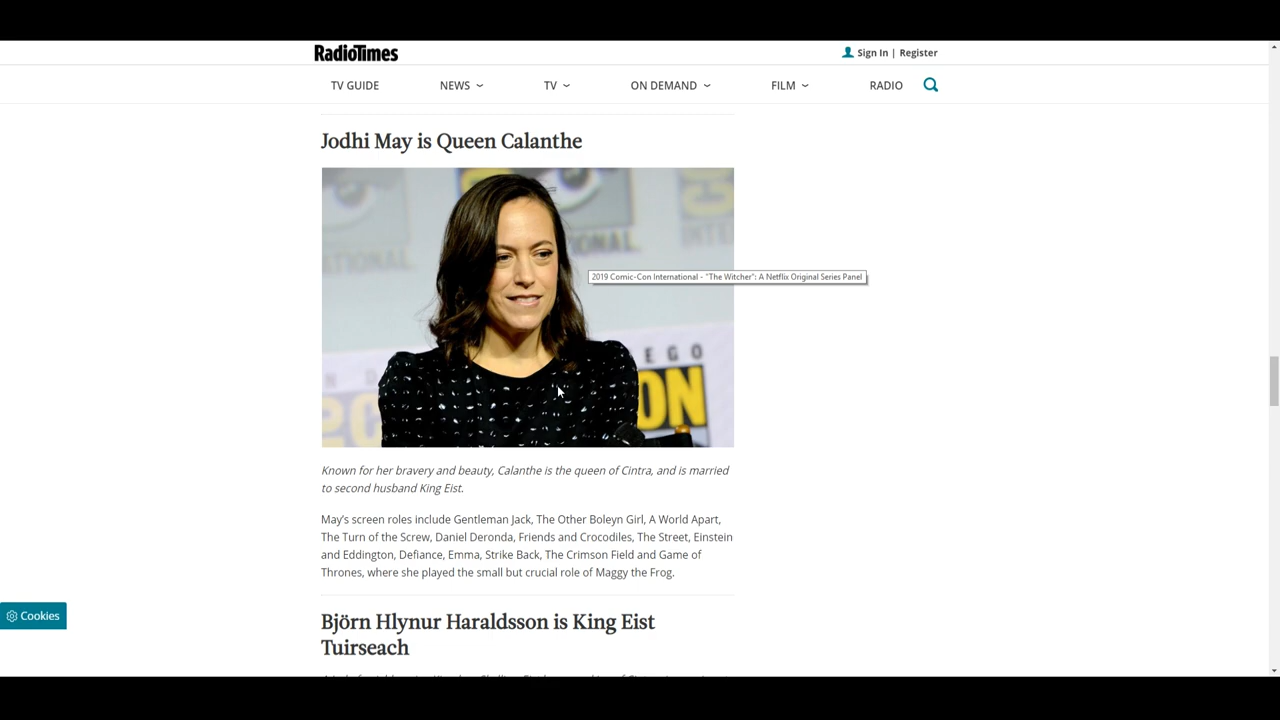 RadioTimes
Sign In | Register
TV GUIDE NEWS TV ON DEMAND FILM RADIO
Jodhi May is Queen Calanthe
INTERNATIONAL
2019 Comic-Con International - "The Witcher": A Netflix Original Series Panel
EGO
CON
Known for her bravery and beauty, Calanthe is the queen of Cintra, and is married
to second husband King Eist.
May's screen roles include Gentleman Jack, The Other Boleyn Girl, A World Apart,
The Turn of the Screw, Daniel Deronda, Friends and Crocodiles, The Street, Einstein
and Eddington, Defiance, Emma, Strike Back, The Crimson Field and Game of
Thrones, where she played the small but crucial role of Maggy the Frog.
Cookies
Björn Hlynur Haraldsson is King Eist
Tuirseach